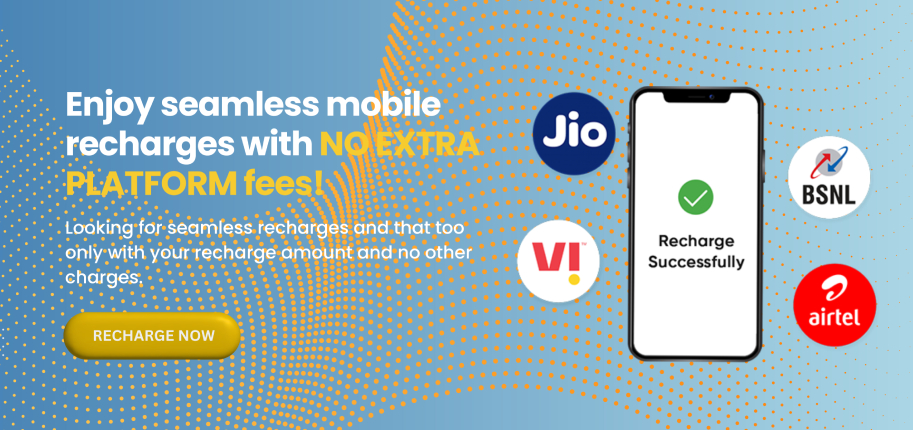 Enjoy seamless mobile
recharges with NO EXTRA
PLATFORM fees!
Looking for seamless recharges and that too
only with your recharge amount and no other
charges.
RECHARGE NOW
Jio
VI
Recharge
Successfully
BSNL
airtel